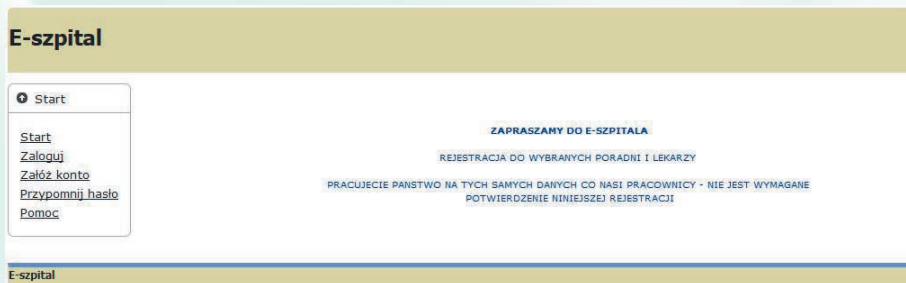 E-szpital
Start
Start
Zaloguj
Załóż konto
Przypomnij hasło
Pomoc
ZAPRASZAMY DO E-SZPITALA
REJESTRACJA DO WYBRANYCH PORADNI I LEKARZY
PRACUJECIE PANSTWO NA TYCH SAMYCH DANYCH CO NASI PRACOWNICY - NIE JEST WYMAGANE
POTWIERDZENIE NINIEJSZEJ REJESTRACJI
E-szpital